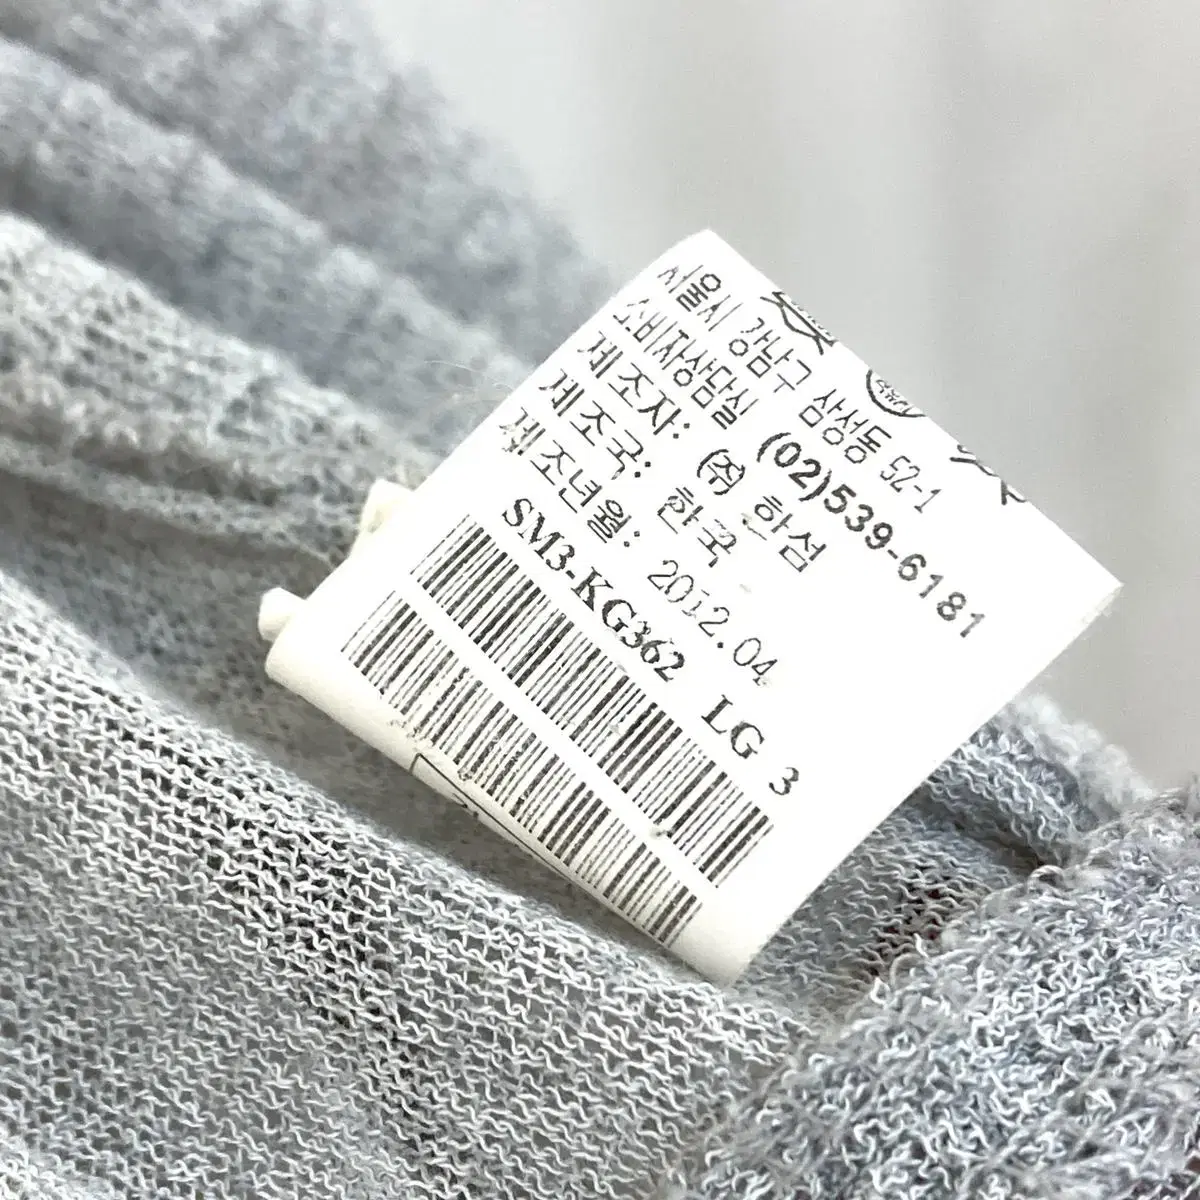 서울시 강남구 삼성동 52-1
소비자상담실 (02)539-6181
제조자: (주) 한섬
제조국: 한국
제조년월: 2012.04
SM3-KG362 LG 3